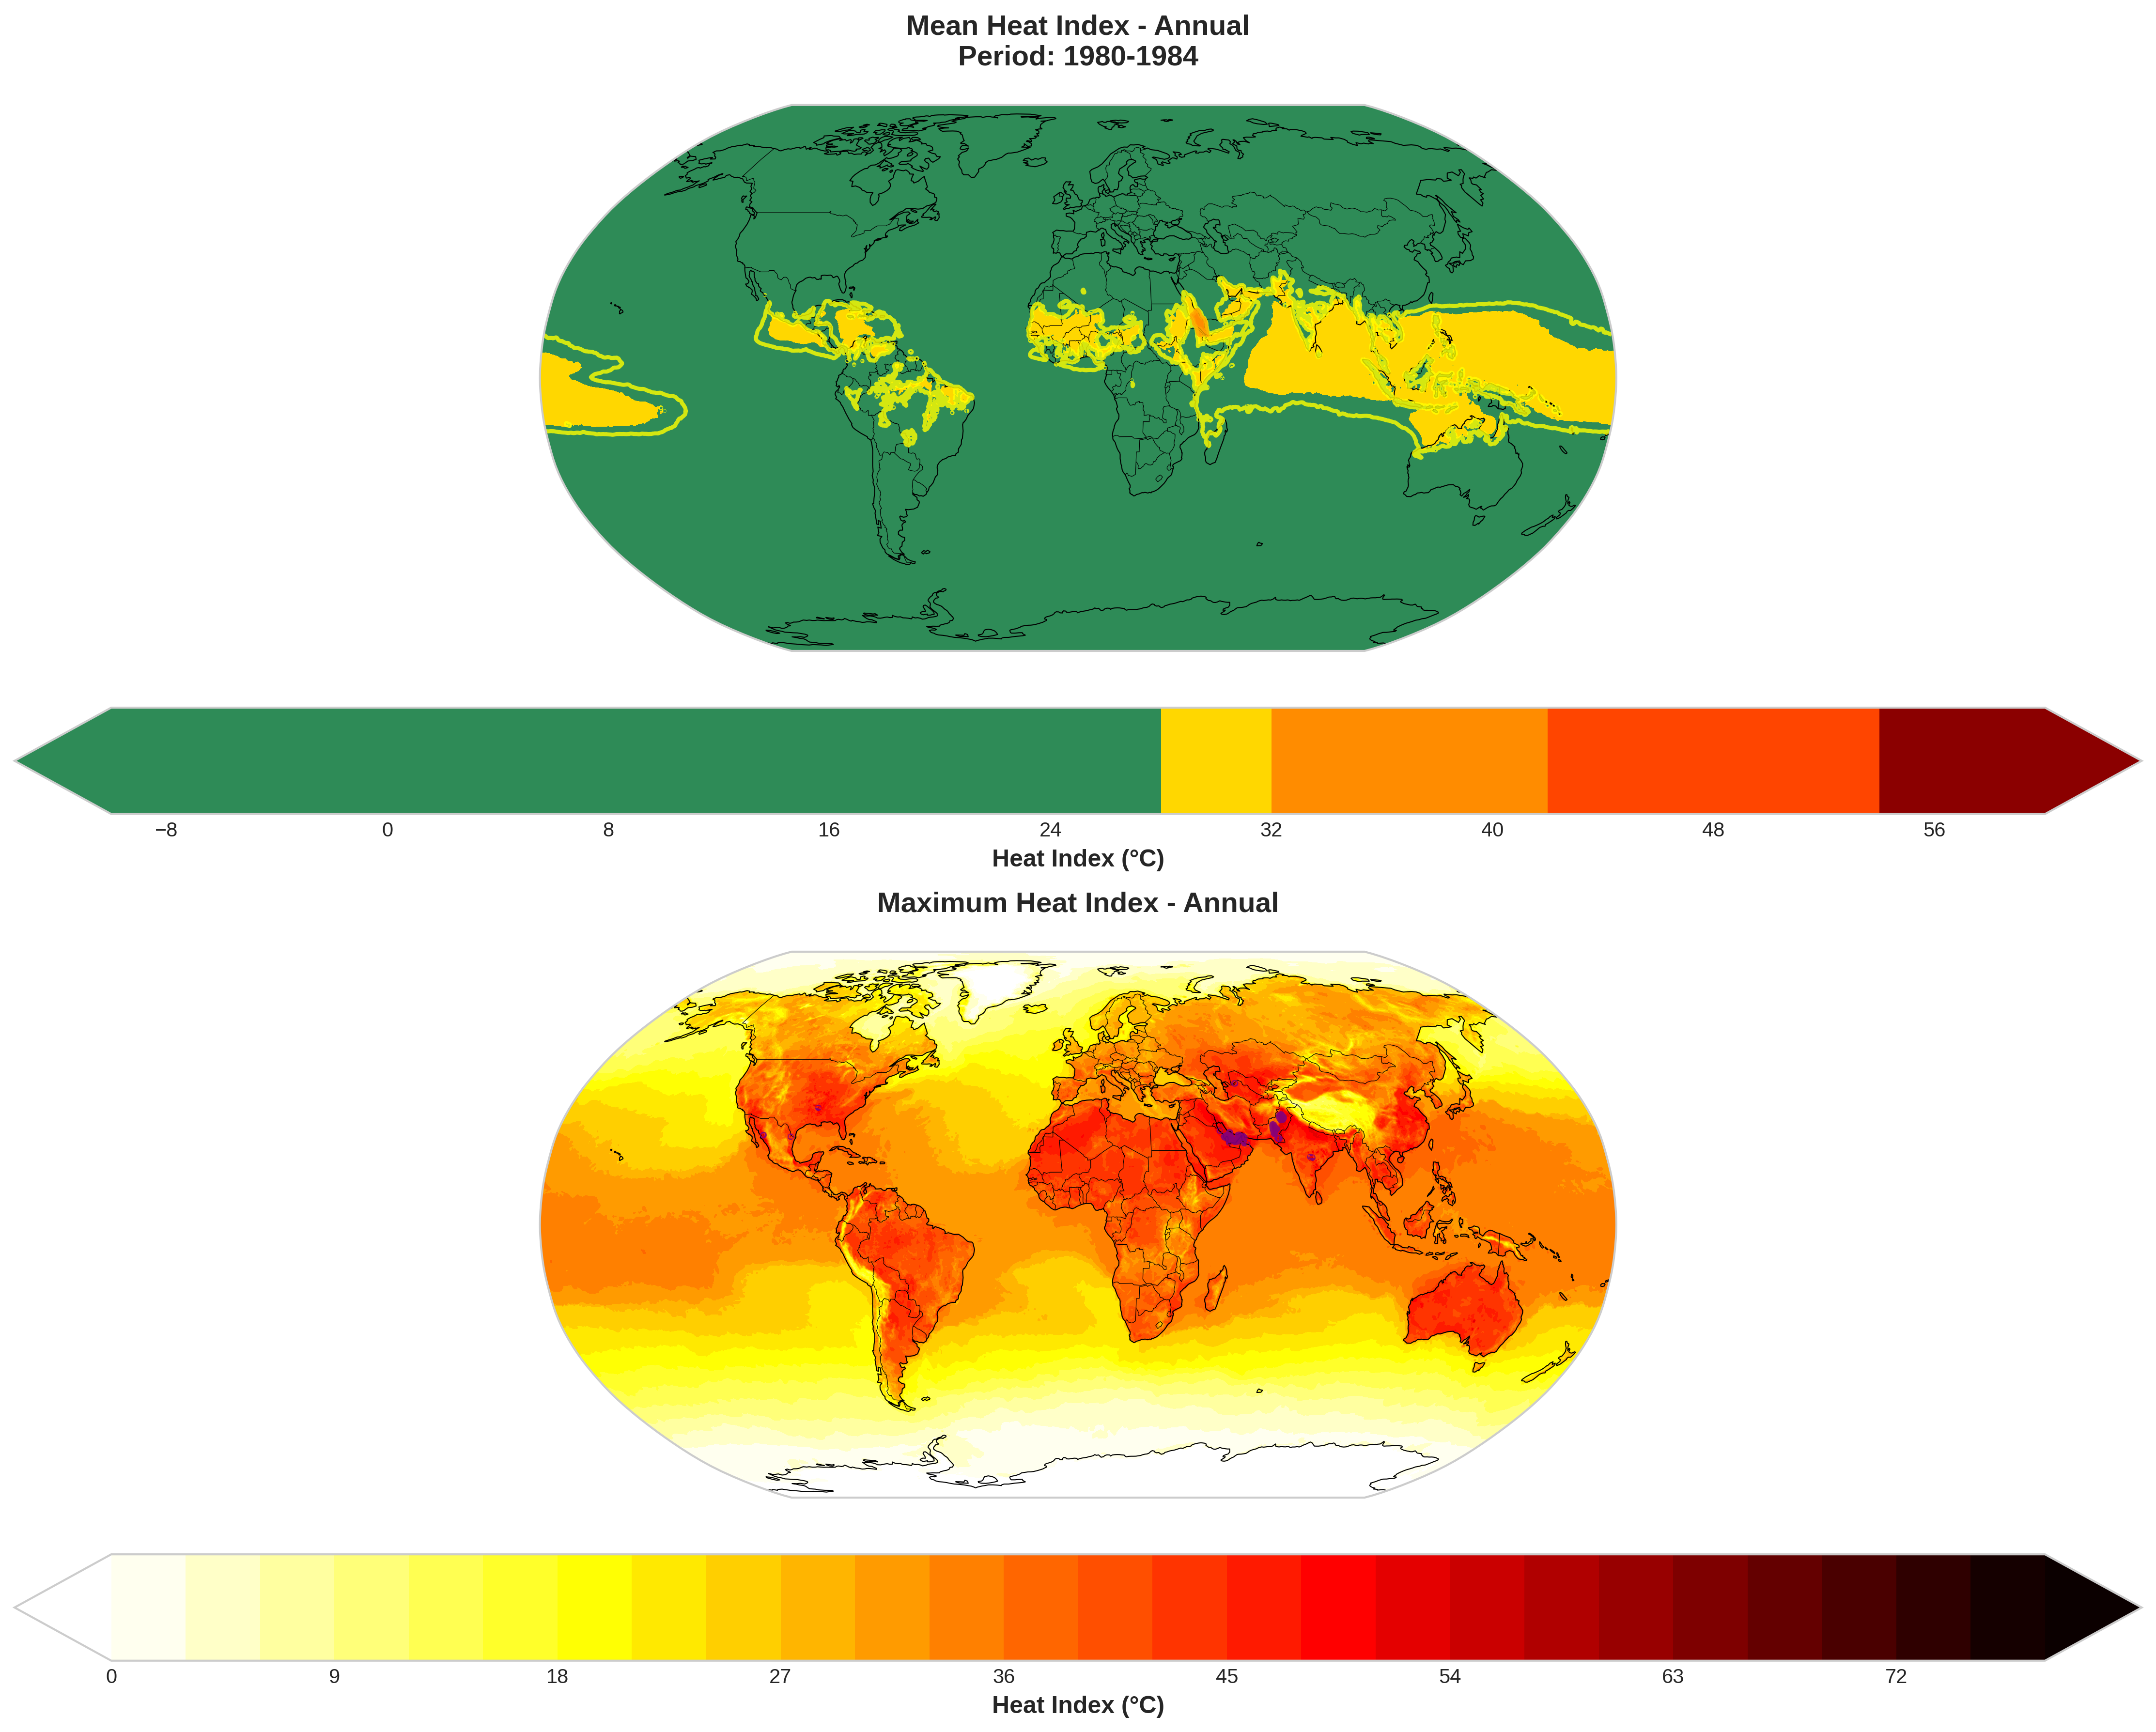 Mean Heat Index - Annual
Period: 1980-1984
−8 0 8 16 24 32 40 48 56
Heat Index (°C)
Maximum Heat Index - Annual
0 9 18 27 36 45 54 63 72
Heat Index (°C)